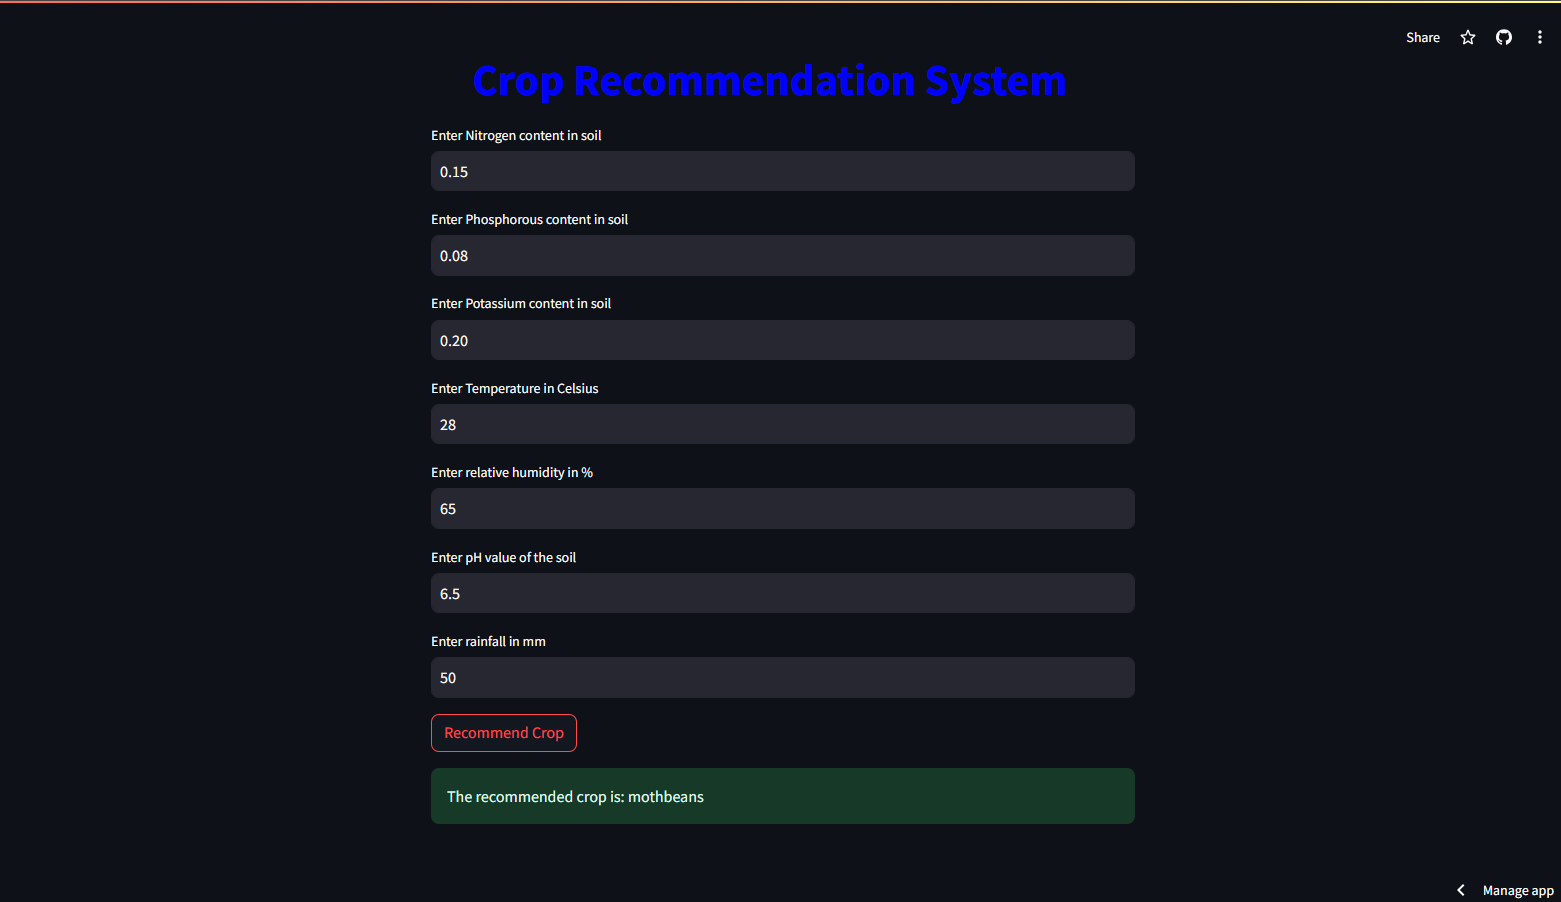 Share
Crop Recommendation System
Enter Nitrogen content in soil
0.15
Enter Phosphorous content in soil
0.08
Enter Potassium content in soil
0.20
Enter Temperature in Celsius
28
Enter relative humidity in %
65
Enter pH value of the soil
6.5
Enter rainfall in mm
50
Recommend Crop
The recommended crop is: mothbeans
Manage app